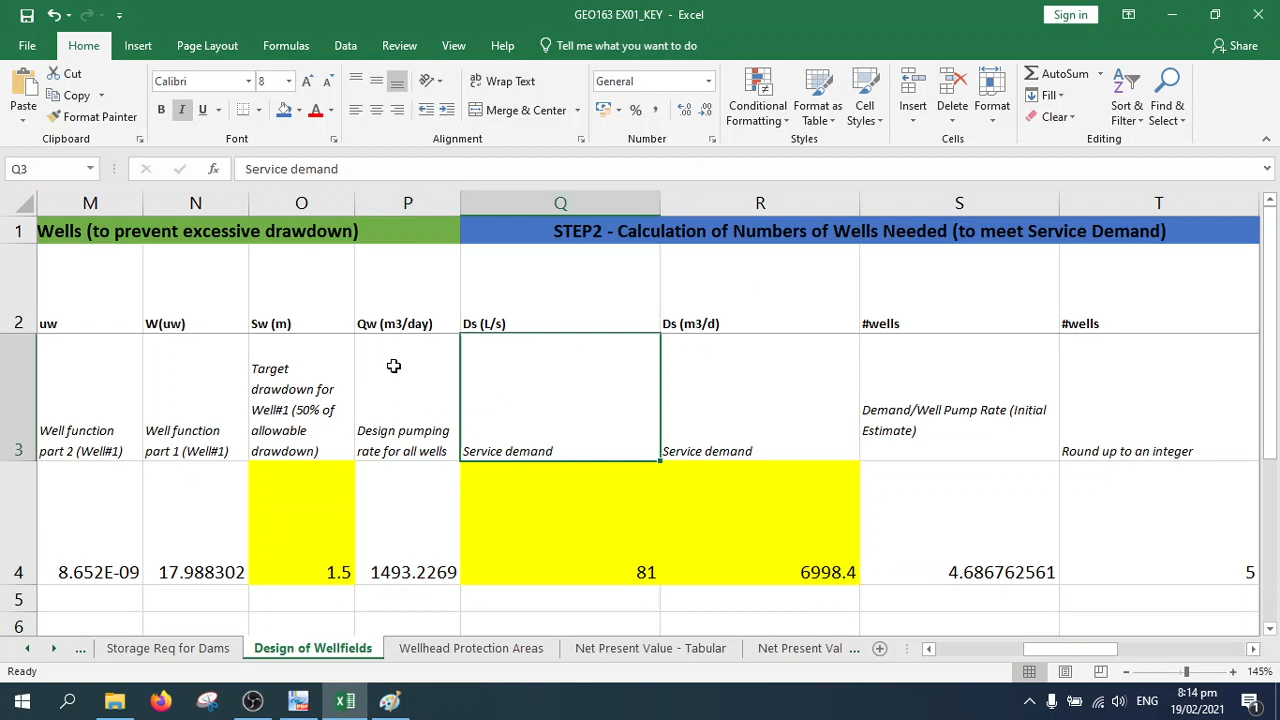 GEO163 EX01_KEY - Excel
Sign in
File Home Insert Page Layout Formulas Data Review View Help Tell me what you want to do Share
Paste
Cut
Copy
Format Painter
Clipboard
Calibri 8
B I U
Font
Wrap Text
Merge & Center
Alignment
General
Number
Conditional Formatting
Format as Table
Cell Styles
Styles
Insert Delete Format
Cells
AutoSum
Fill
Clear
Sort & Filter
Find & Select
Editing
Q3 fx Service demand
M N O P Q R S T
1 Wells (to prevent excessive drawdown) STEP2 - Calculation of Numbers of Wells Needed (to meet Service Demand)
2 uw W(uw) Sw (m) Qw (m3/day) Ds (L/s) Ds (m3/d) #wells #wells
3
Well function
part 2 (Well#1)
Well function
part 1 (Well#1)
Target
drawdown for
Well#1 (50% of
allowable
drawdown)
Design pumping
rate for all wells
Service demand
Service demand
Demand/Well Pump Rate (Initial
Estimate)
Round up to an integer
4 8.652E-09 17.988302 1.5 1493.2269 81 6998.4 4.686762561 5
5
6
... Storage Req for Dams Design of Wellfields Wellhead Protection Areas Net Present Value - Tabular Net Present Val ...
Ready
145%
ENG
8:14 pm
19/02/2021
1